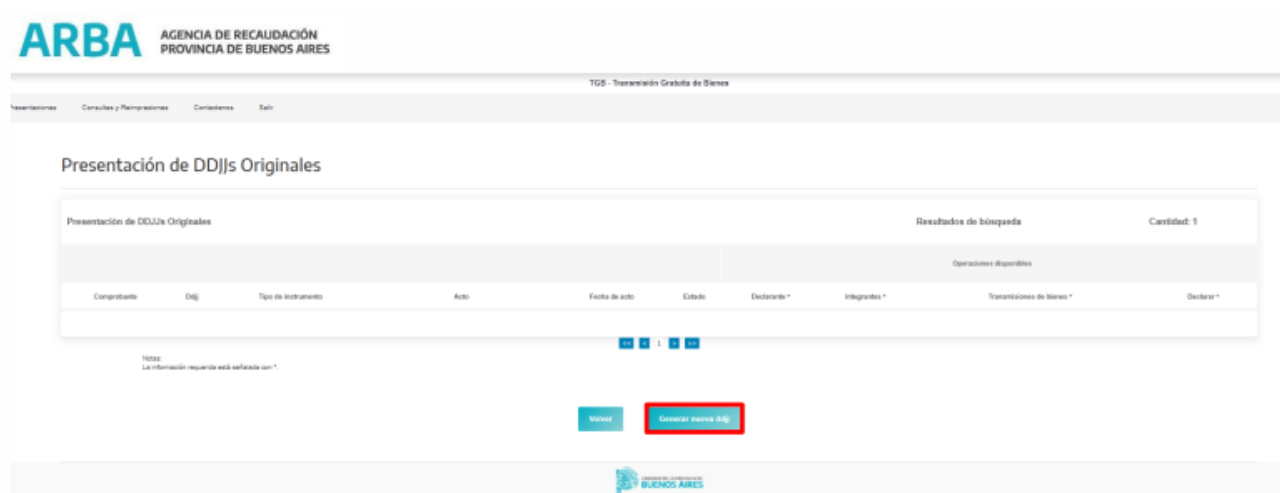 ARBA
AGENCIA DE RECAUDACIÓN
PROVINCIA DE BUENOS AIRES
TGB - Transmisión Gratuita de Bienes
Presentaciones Consultas y Reimpresiones Contactenos Salir
Presentación de DDJJs Originales
Presentación de DDJJs Originales Resultados de búsqueda Cantidad: 1
Operaciones disponibles
Comprobante Ddjj Tipo de instrumento Acto Fecha de acto Estado Declarante * Integrantes * Transmisiones de bienes * Declarar *
<< < 1 > >>
Notas:
La información requerida está señalada con *.
Volver Generar nueva ddjj
BUENOS AIRES